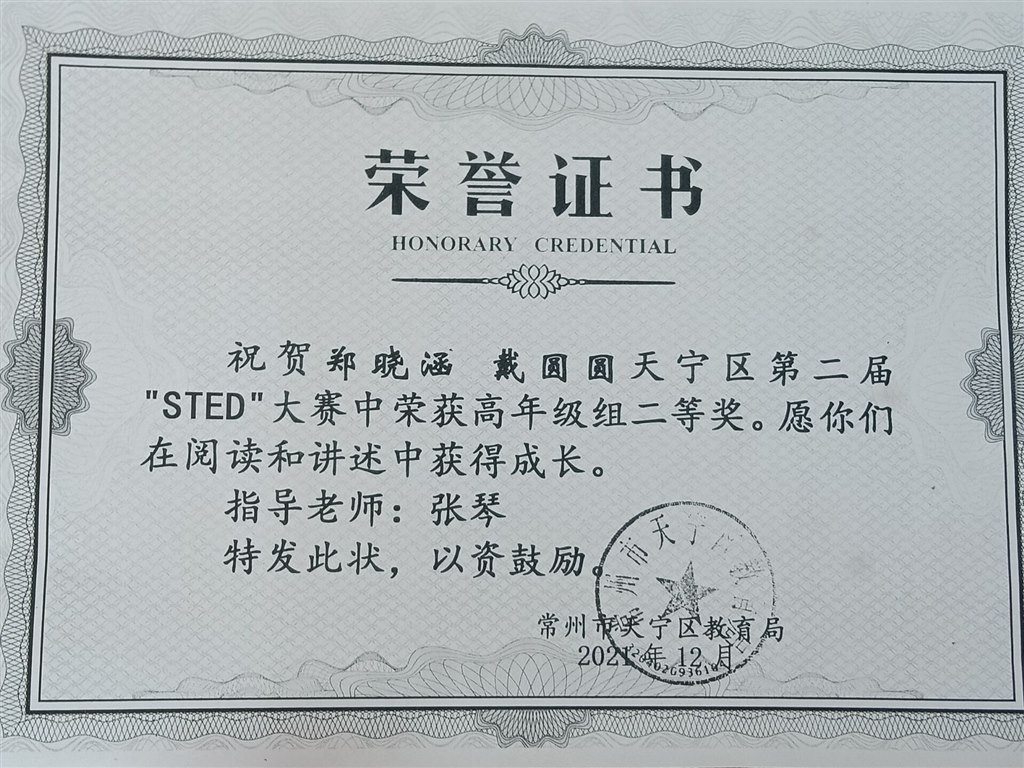 荣誉证书
HONORARY CREDENTIAL
祝贺郑晓涵 戴圆圆天宁区第二届
"STED"大赛中荣获高年级组二等奖。愿你们
在阅读和讲述中获得成长。
指导老师：张琴
特发此状，以资鼓励。
常州市天宁区教育局
2021年12月